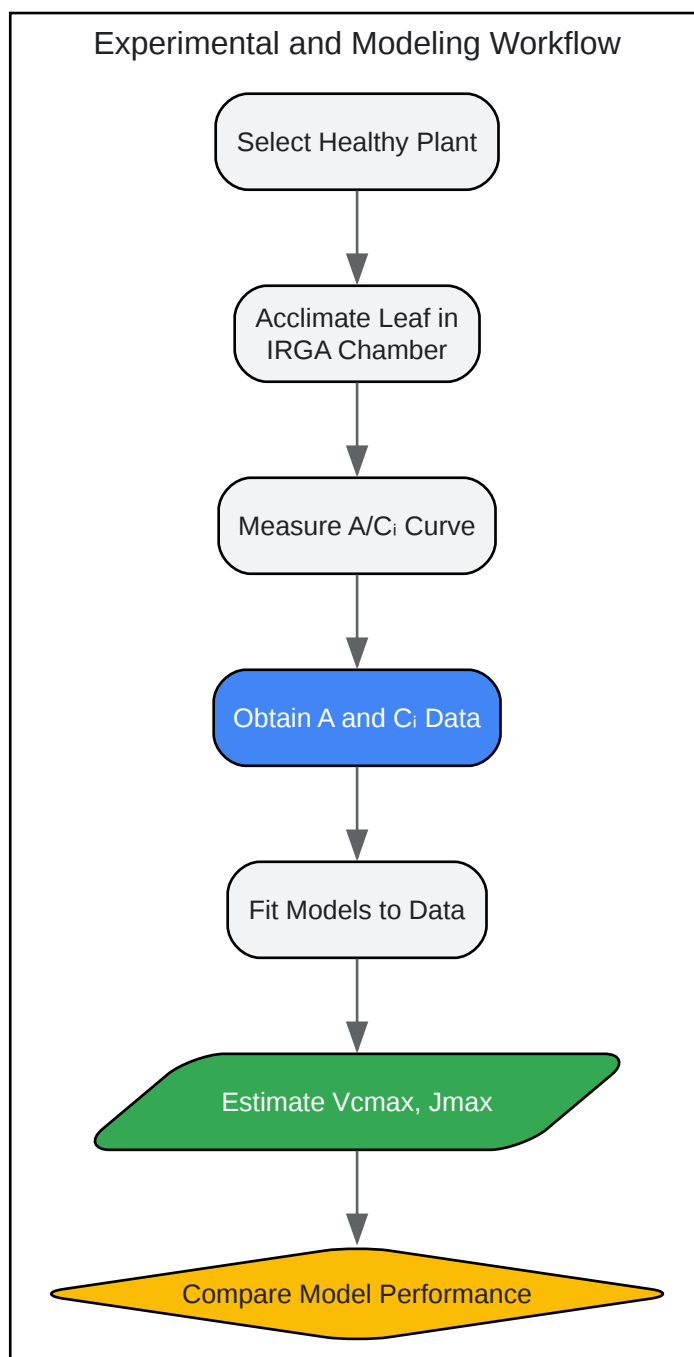 Experimental and Modeling Workflow
Select Healthy Plant
Acclimate Leaf in
IRGA Chamber
Measure A/Cᵢ Curve
Obtain A and Cᵢ Data
Fit Models to Data
Estimate Vcmax, Jmax
Compare Model Performance